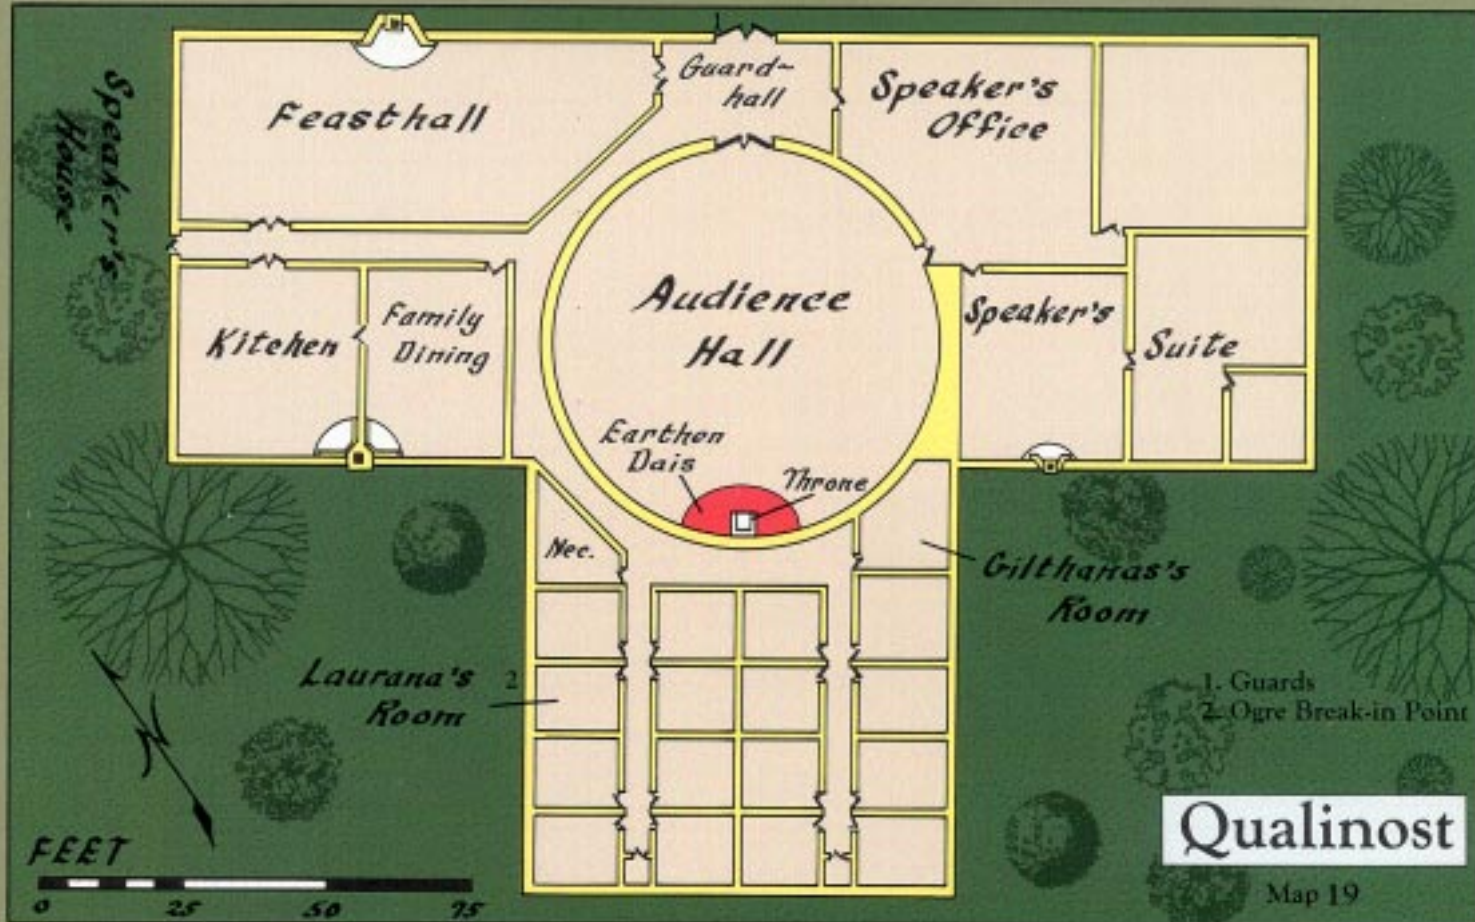 1
Speaker's
House
Feasthall
Guard-
hall
Speaker's
Office
Kitchen
Family
Dining
Audience
Hall
Speaker's
Suite
Earthen
Dais
Throne
Nec.
Gilthanas's
Room
Laurana's
Room
2
1. Guards
2. Ogre Break-in Point
N
FEET
0 25 50 75
Qualinost
Map 19